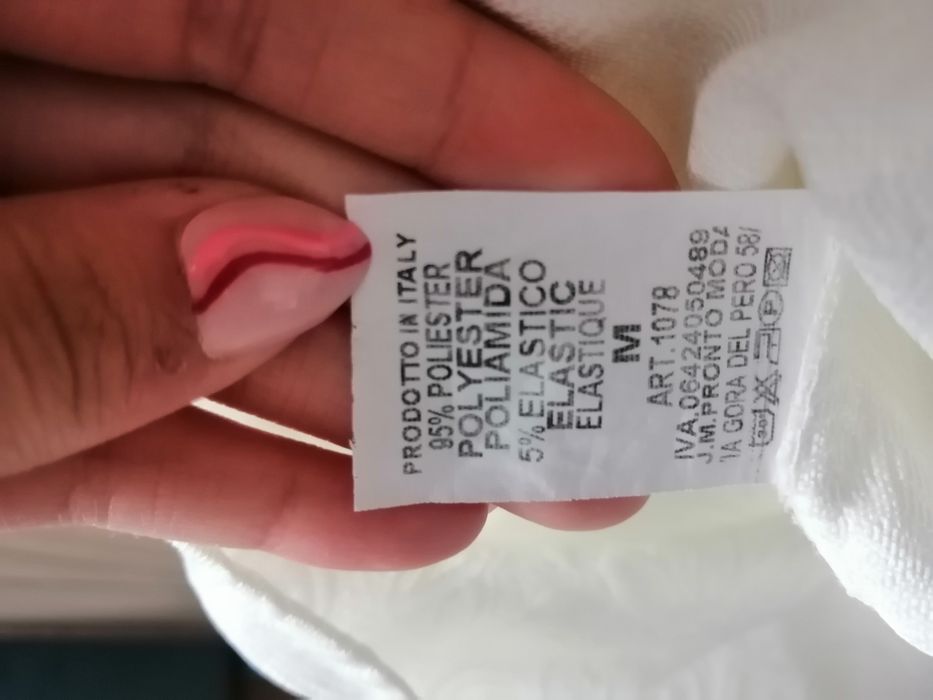 PRODOTTO IN ITALY
95% POLIESTER
POLYESTER
POLIAMIDA
5% ELASTICO
ELASTIC
ELASTIQUE
M
ART.1078
IVA.06424050489
J.M.PRONTO MODA
VIA GORA DEL PERO 58/
P